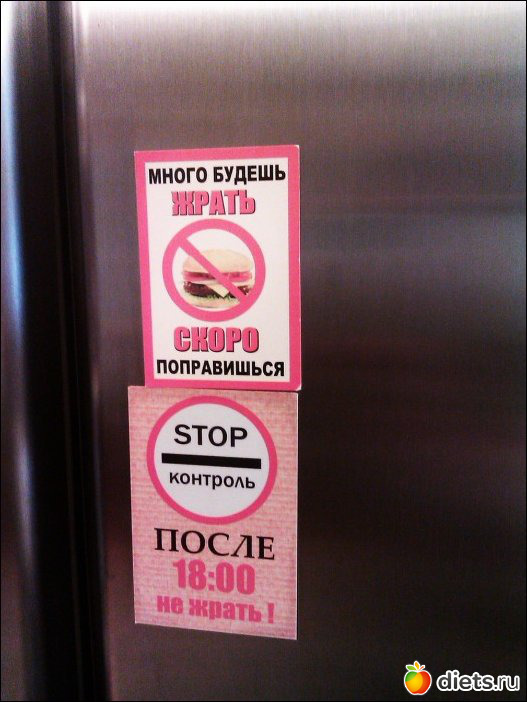 МНОГО БУДЕШЬ
ЖРАТЬ
СКОРО
ПОПРАВИШЬСЯ
STOP
контроль
ПОСЛЕ
18:00
не жрать !
diets.ru